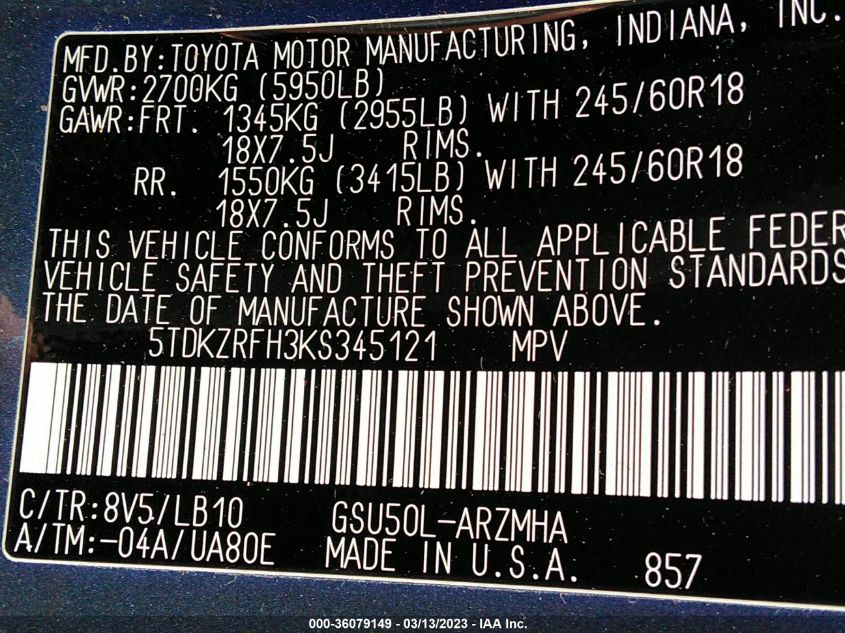 MFD.BY:TOYOTA MOTOR MANUFACTURING, INDIANA, INC.
GVWR:2700KG (5950LB)
GAWR:FRT. 1345KG (2955LB) WITH 245/60R18
18X7.5J RIMS.
RR. 1550KG (3415LB) WITH 245/60R18
18X7.5J RIMS.
THIS VEHICLE CONFORMS TO ALL APPLICABLE FEDER
VEHICLE SAFETY AND THEFT PREVENTION STANDARDS
THE DATE OF MANUFACTURE SHOWN ABOVE.
5TDKZRFH3KS345121 MPV
C/TR:8V5/LB10 GSU50L-ARZMHA
A/TM:-04A/UA80E MADE IN U.S.A. 857
000-36079149 - 03/13/2023 - IAA Inc.